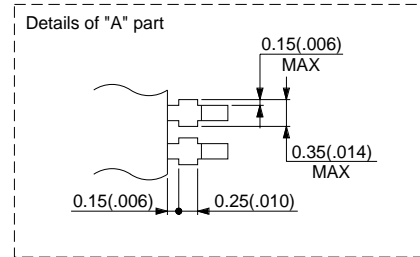 Details of "A" part
0.15(.006)
MAX
0.35(.014)
MAX
0.15(.006)
0.25(.010)